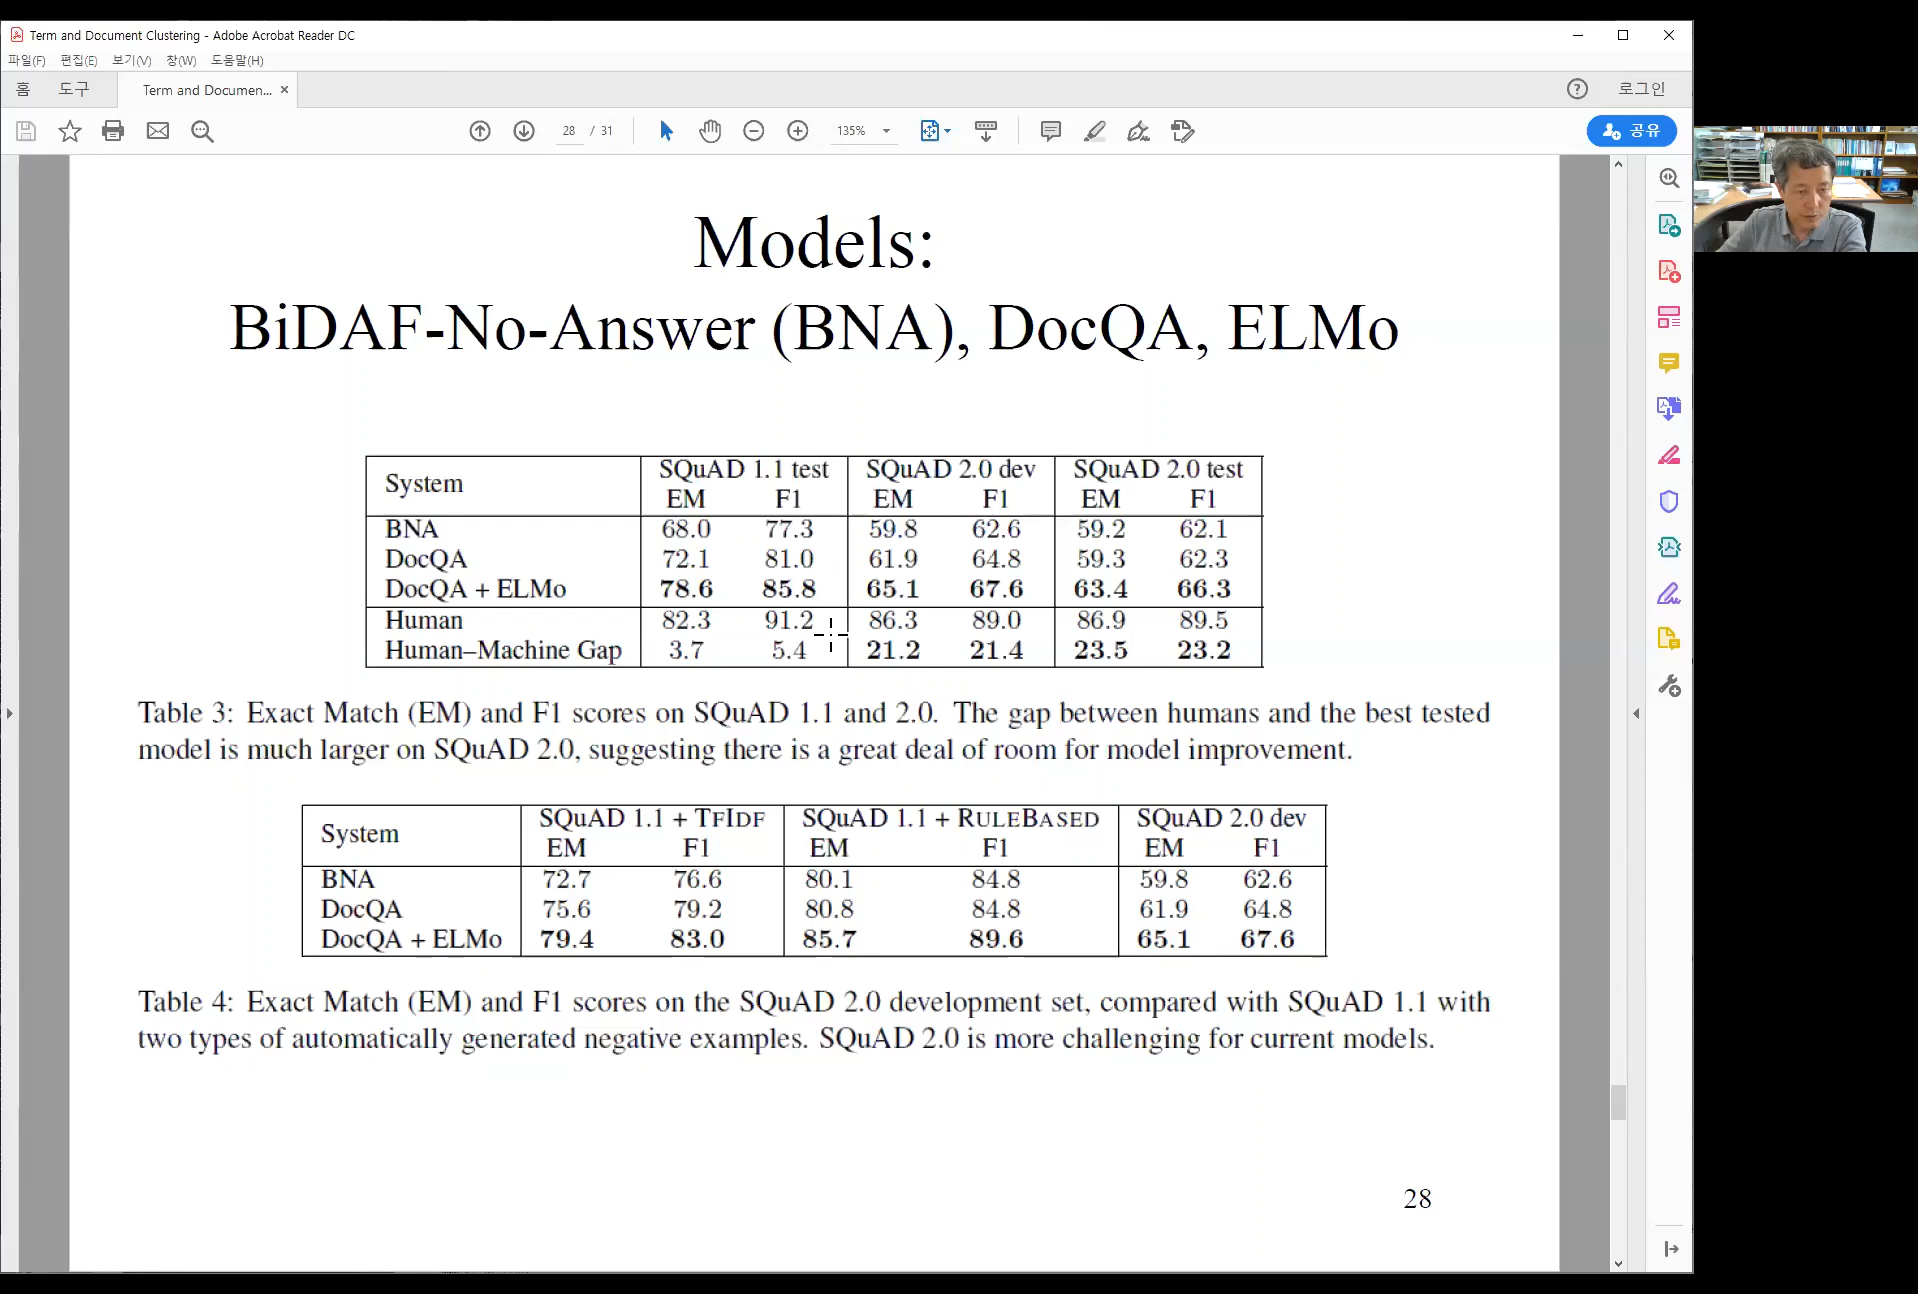 Term and Document Clustering - Adobe Acrobat Reader DC
파일(F) 편집(E) 보기(V) 창(W) 도움말(H)
홈 도구 Term and Documen... × ? 로그인
28 / 31 135% 공유
Models:
BiDAF-No-Answer (BNA), DocQA, ELMo
System SQuAD 1.1 test SQuAD 2.0 dev SQuAD 2.0 test
EM F1 EM F1 EM F1
BNA 68.0 77.3 59.8 62.6 59.2 62.1
DocQA 72.1 81.0 61.9 64.8 59.3 62.3
DocQA + ELMo 78.6 85.8 65.1 67.6 63.4 66.3
Human 82.3 91.2 86.3 89.0 86.9 89.5
Human–Machine Gap 3.7 5.4 21.2 21.4 23.5 23.2
Table 3: Exact Match (EM) and F1 scores on SQuAD 1.1 and 2.0. The gap between humans and the best tested
model is much larger on SQuAD 2.0, suggesting there is a great deal of room for model improvement.
System SQuAD 1.1 + TFIDF SQuAD 1.1 + RULEBASED SQuAD 2.0 dev
EM F1 EM F1 EM F1
BNA 72.7 76.6 80.1 84.8 59.8 62.6
DocQA 75.6 79.2 80.8 84.8 61.9 64.8
DocQA + ELMo 79.4 83.0 85.7 89.6 65.1 67.6
Table 4: Exact Match (EM) and F1 scores on the SQuAD 2.0 development set, compared with SQuAD 1.1 with
two types of automatically generated negative examples. SQuAD 2.0 is more challenging for current models.
28